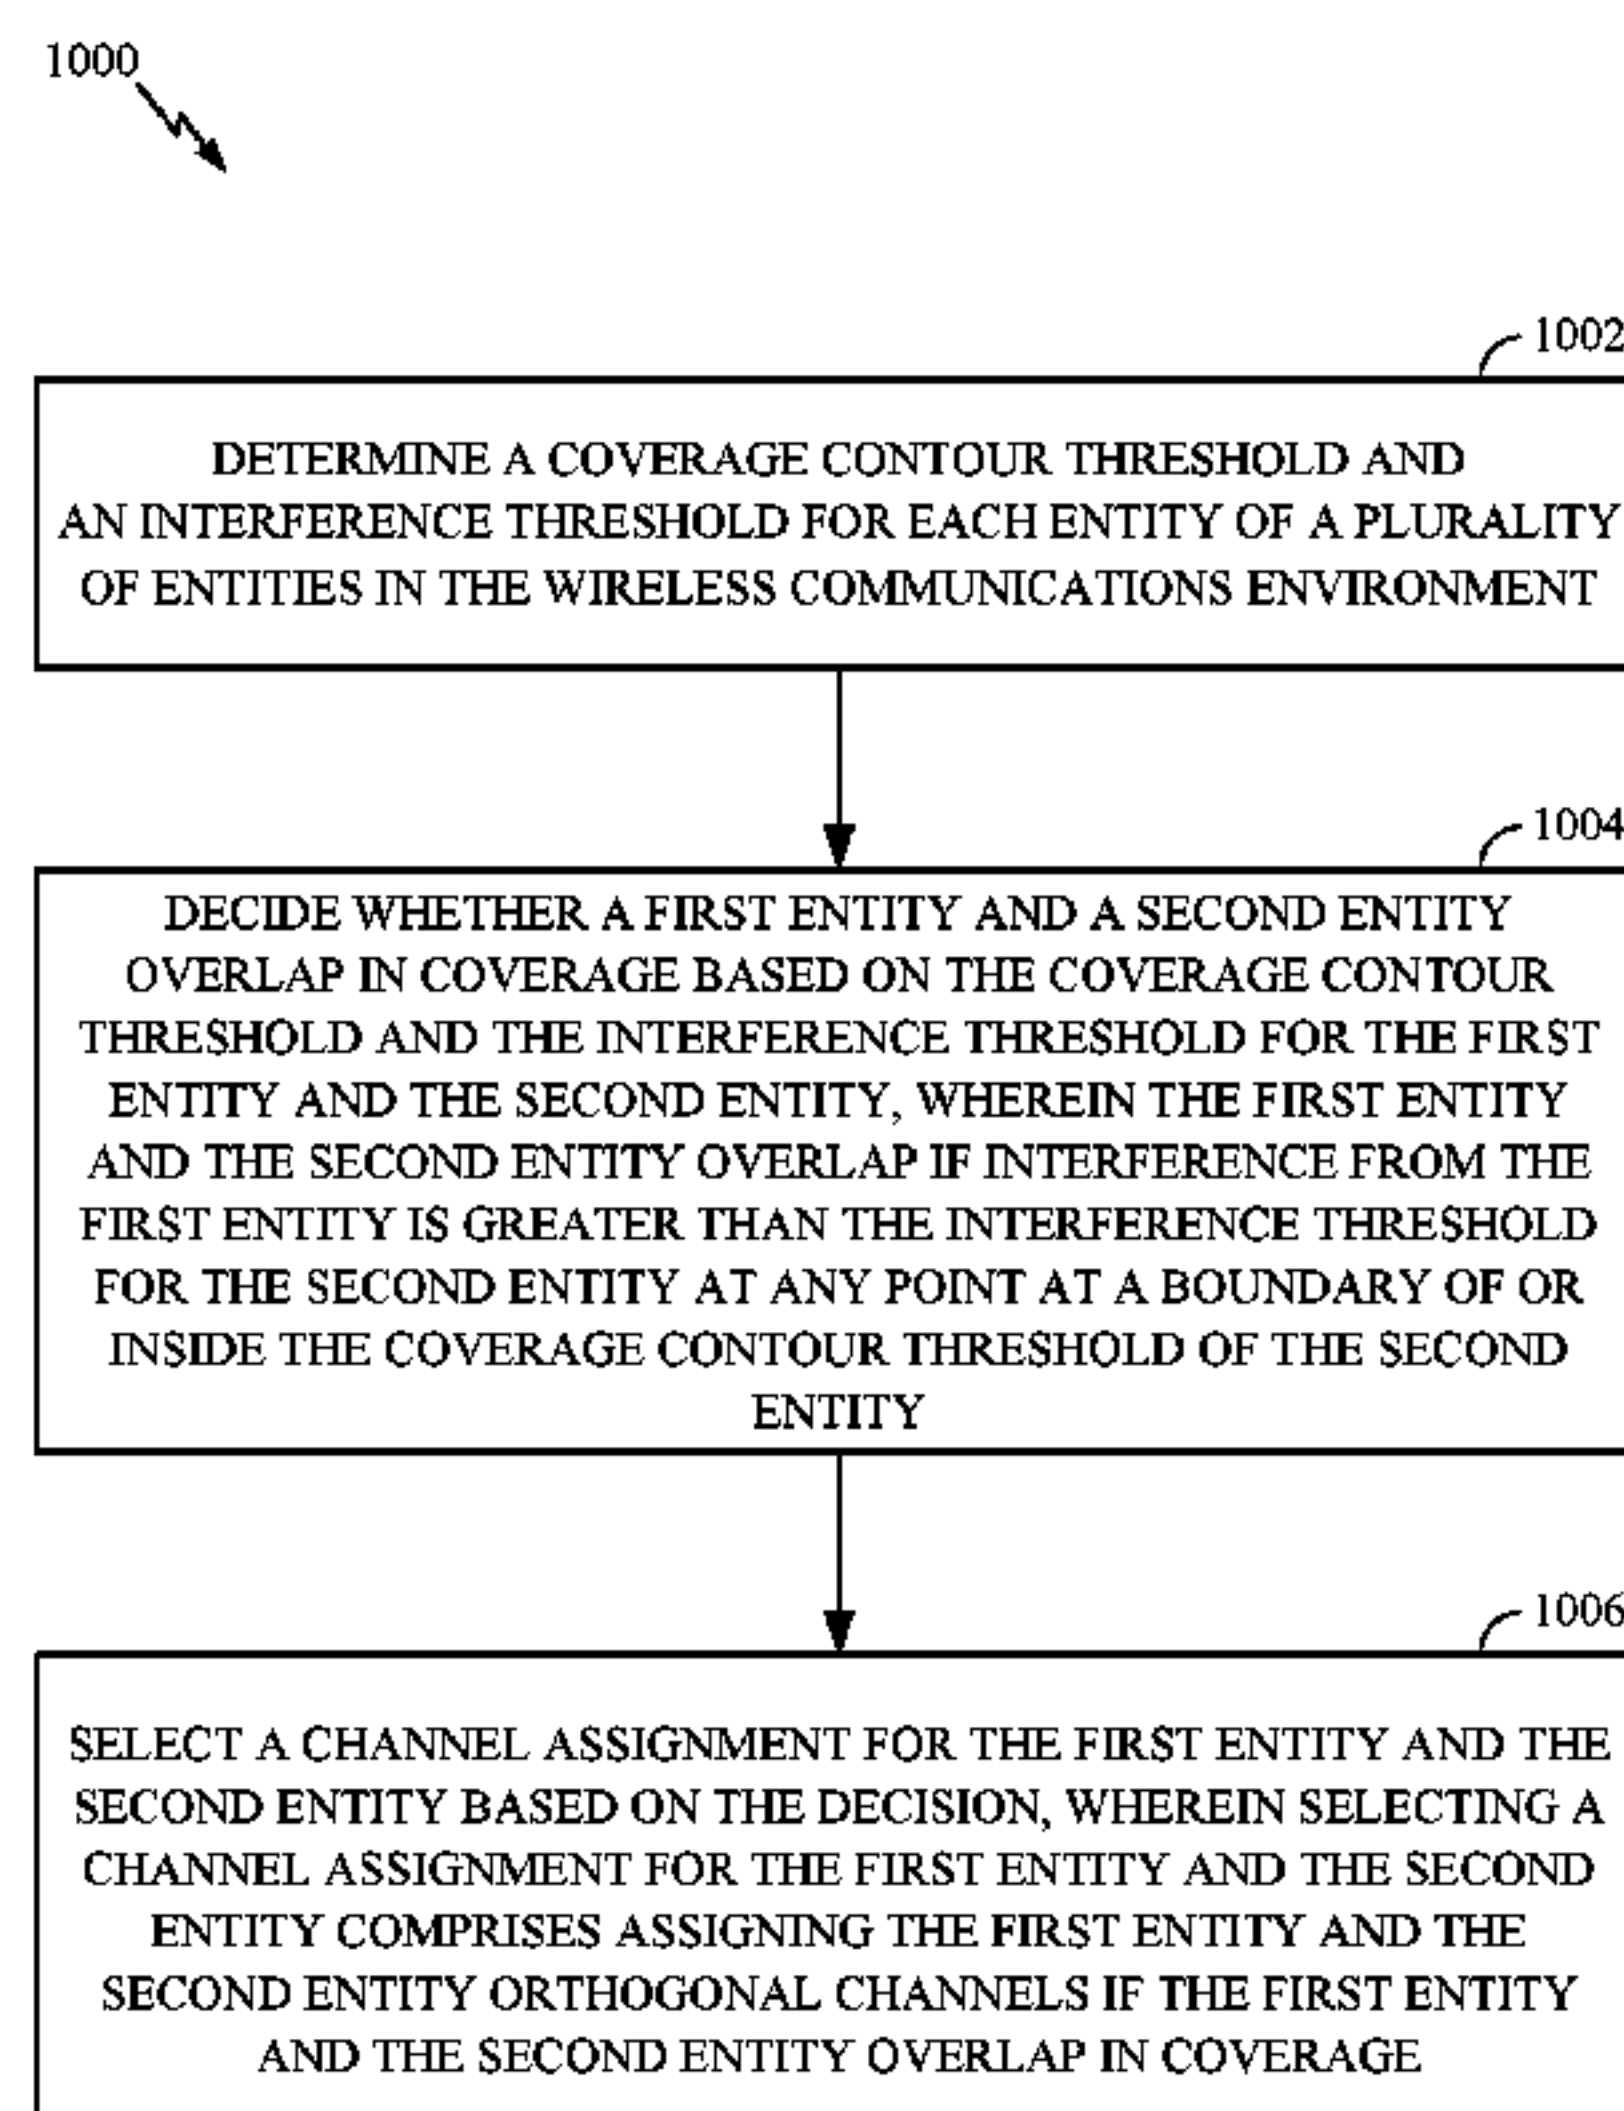 1000
1002
DETERMINE A COVERAGE CONTOUR THRESHOLD AND
AN INTERFERENCE THRESHOLD FOR EACH ENTITY OF A PLURALITY
OF ENTITIES IN THE WIRELESS COMMUNICATIONS ENVIRONMENT
1004
DECIDE WHETHER A FIRST ENTITY AND A SECOND ENTITY
OVERLAP IN COVERAGE BASED ON THE COVERAGE CONTOUR
THRESHOLD AND THE INTERFERENCE THRESHOLD FOR THE FIRST
ENTITY AND THE SECOND ENTITY, WHEREIN THE FIRST ENTITY
AND THE SECOND ENTITY OVERLAP IF INTERFERENCE FROM THE
FIRST ENTITY IS GREATER THAN THE INTERFERENCE THRESHOLD
FOR THE SECOND ENTITY AT ANY POINT AT A BOUNDARY OF OR
INSIDE THE COVERAGE CONTOUR THRESHOLD OF THE SECOND
ENTITY
1006
SELECT A CHANNEL ASSIGNMENT FOR THE FIRST ENTITY AND THE
SECOND ENTITY BASED ON THE DECISION, WHEREIN SELECTING A
CHANNEL ASSIGNMENT FOR THE FIRST ENTITY AND THE SECOND
ENTITY COMPRISES ASSIGNING THE FIRST ENTITY AND THE
SECOND ENTITY ORTHOGONAL CHANNELS IF THE FIRST ENTITY
AND THE SECOND ENTITY OVERLAP IN COVERAGE